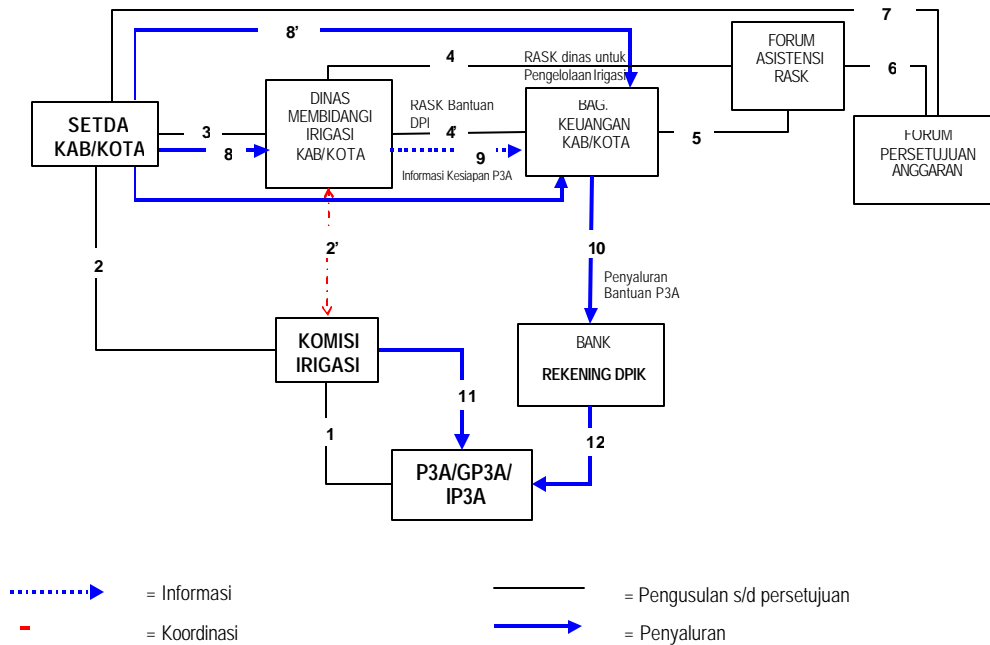 7
8'
4
RASK dinas untuk
Pengelolaan Irigasi
FORUM
ASISTENSI
RASK
6
SETDA
KAB/KOTA
3
8
DINAS
MEMBIDANGI
IRIGASI
KAB/KOTA
RASK Bantuan
DPI
4'
9
Informasi Kesiapan P3A
BAG.
KEUANGAN
KAB/KOTA
5
FORUM
PERSETUJUAN
ANGGARAN
2
2'
10
Penyaluran
Bantuan P3A
KOMISI
IRIGASI
BANK
REKENING DPIK
11
1
12
P3A/GP3A/
IP3A
= Informasi
= Pengusulan s/d persetujuan
= Koordinasi
= Penyaluran